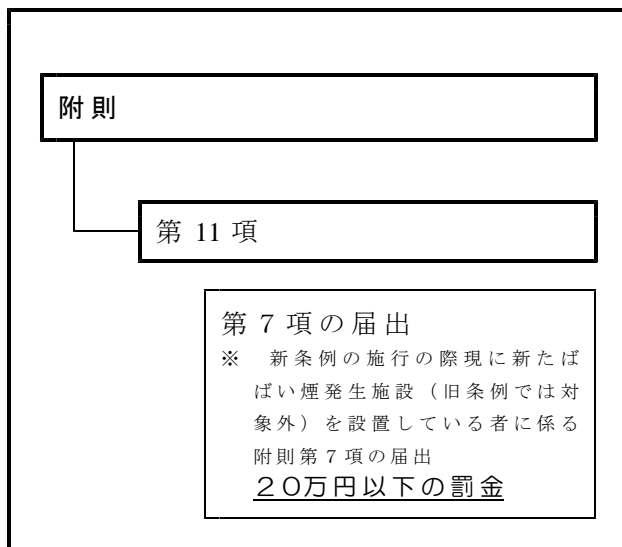 附則
第 11 項
第７項の届出
※　新条例の施行の際現に新たば
ばい煙発生施設（旧条例では対
象外）を設置している者に係る
附則第７項の届出
２０万円以下の罰金